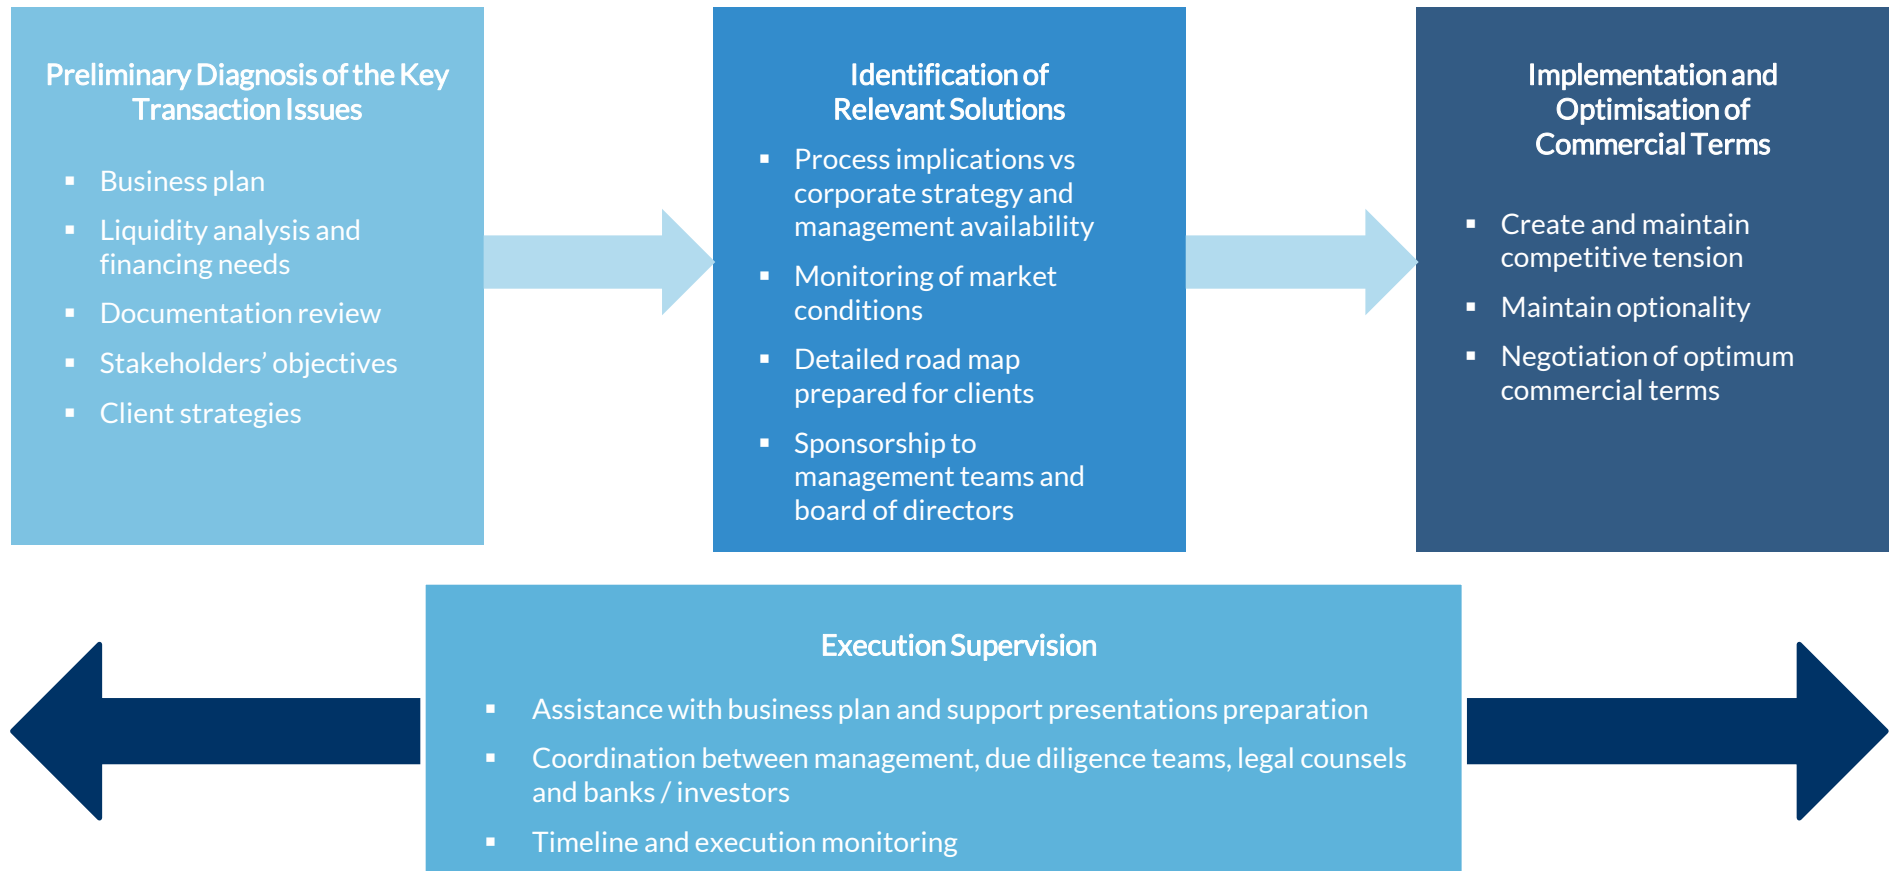 Preliminary Diagnosis of the Key
Transaction Issues
▪ Business plan
▪ Liquidity analysis and
financing needs
▪ Documentation review
▪ Stakeholders’ objectives
▪ Client strategies
Identification of
Relevant Solutions
▪ Process implications vs
corporate strategy and
management availability
▪ Monitoring of market
conditions
▪ Detailed road map
prepared for clients
▪ Sponsorship to
management teams and
board of directors
Implementation and
Optimisation of
Commercial Terms
▪ Create and maintain
competitive tension
▪ Maintain optionality
▪ Negotiation of optimum
commercial terms
Execution Supervision
▪ Assistance with business plan and support presentations preparation
▪ Coordination between management, due diligence teams, legal counsels
and banks / investors
▪ Timeline and execution monitoring